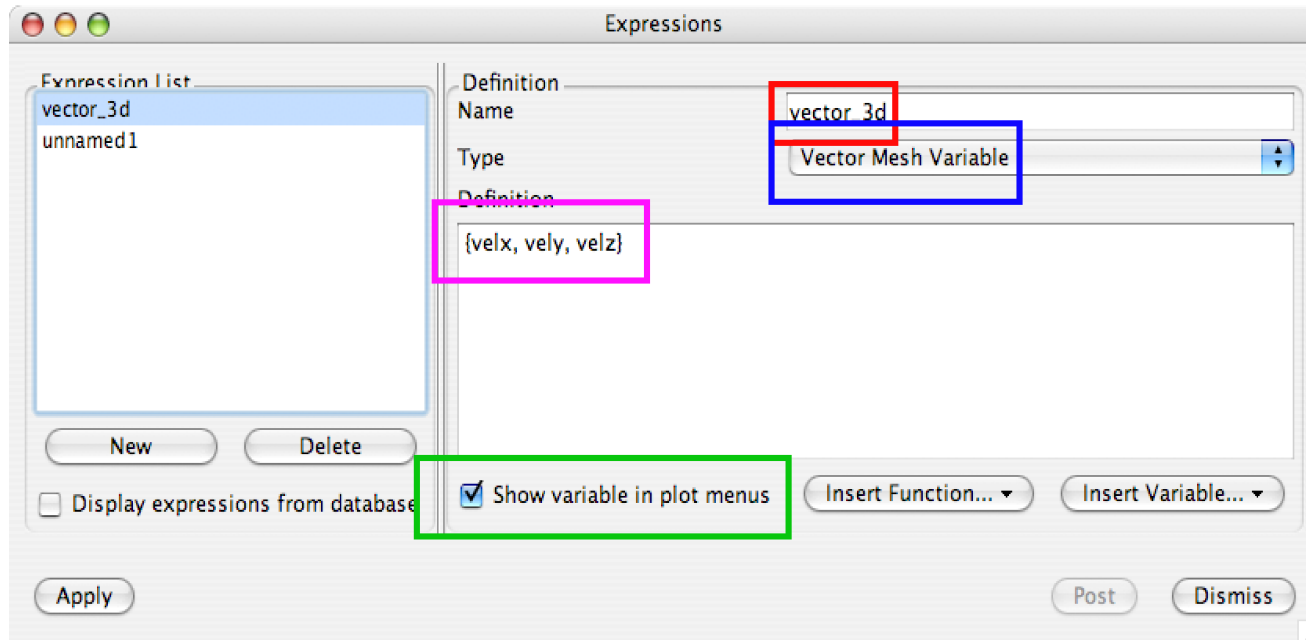 Expressions
Expression List
vector_3d
unnamed1
New
Delete
Display expressions from database
Definition
Name
vector_3d
Type
Vector Mesh Variable
Definition
{velx, vely, velz}
Show variable in plot menus
Insert Function...
Insert Variable...
Apply
Post
Dismiss